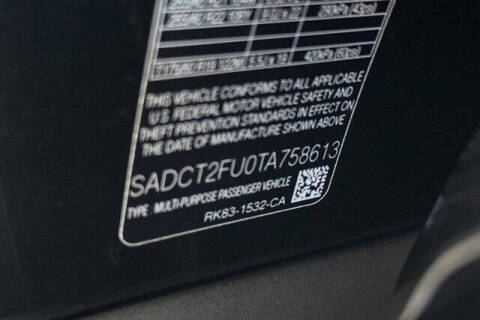 THIS VEHICLE CONFORMS TO ALL APPLICABLE
U.S. FEDERAL MOTOR VEHICLE SAFETY AND
THEFT PREVENTION STANDARDS IN EFFECT ON
THE DATE OF MANUFACTURE SHOWN ABOVE
SADCT2FU0TA758613
TYPE MULTI-PURPOSE PASSENGER VEHICLE
RK83-1532-CA